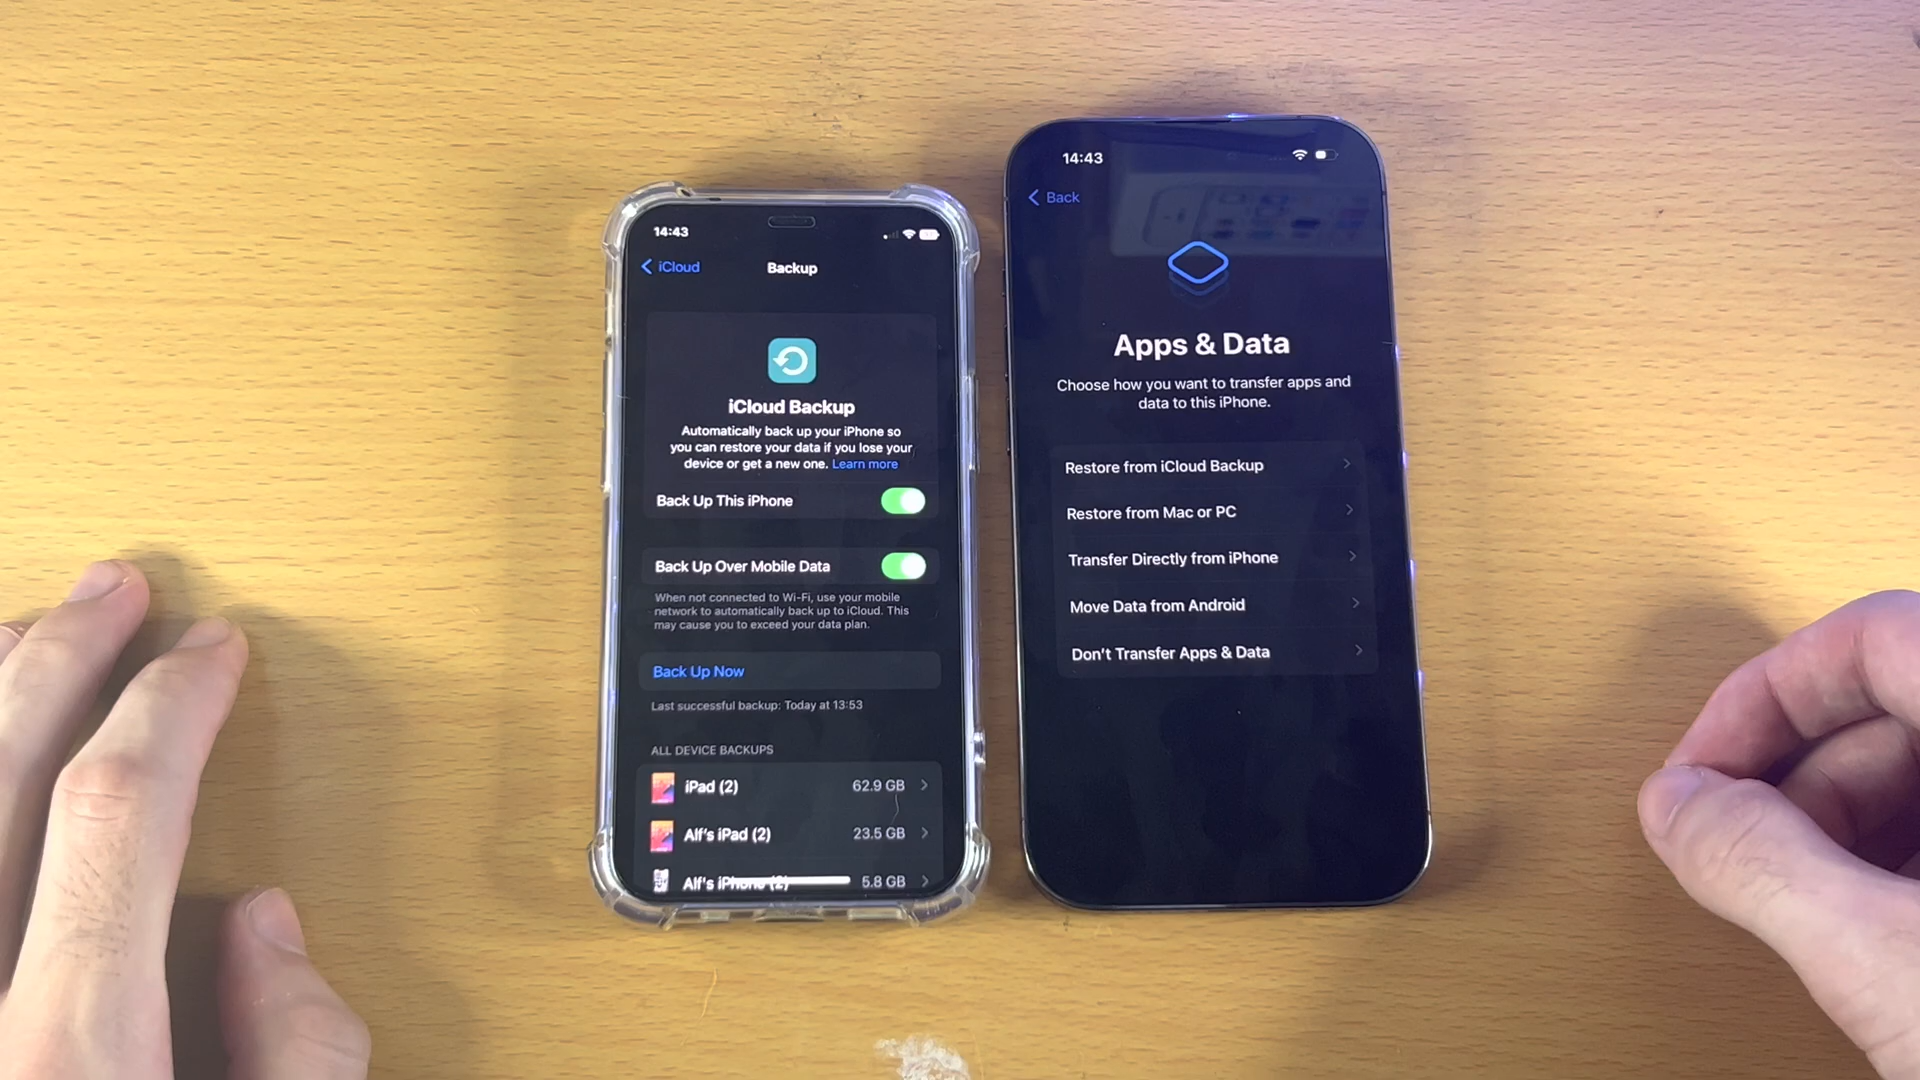 14:43
iCloud
Backup
iCloud Backup
Automatically back up your iPhone so
you can restore your data if you lose your
device or get a new one. Learn more
Back Up This iPhone
Back Up Over Mobile Data
When not connected to Wi-Fi, use your mobile
network to automatically back up to iCloud. This
may cause you to exceed your data plan.
Back Up Now
Last successful backup: Today at 13:53
ALL DEVICE BACKUPS
iPad (2) 62.9 GB
Alf's iPad (2) 23.5 GB
Alf's iPhone (2) 5.8 GB
14:43
Back
Apps & Data
Choose how you want to transfer apps and
data to this iPhone.
Restore from iCloud Backup
Restore from Mac or PC
Transfer Directly from iPhone
Move Data from Android
Don't Transfer Apps & Data